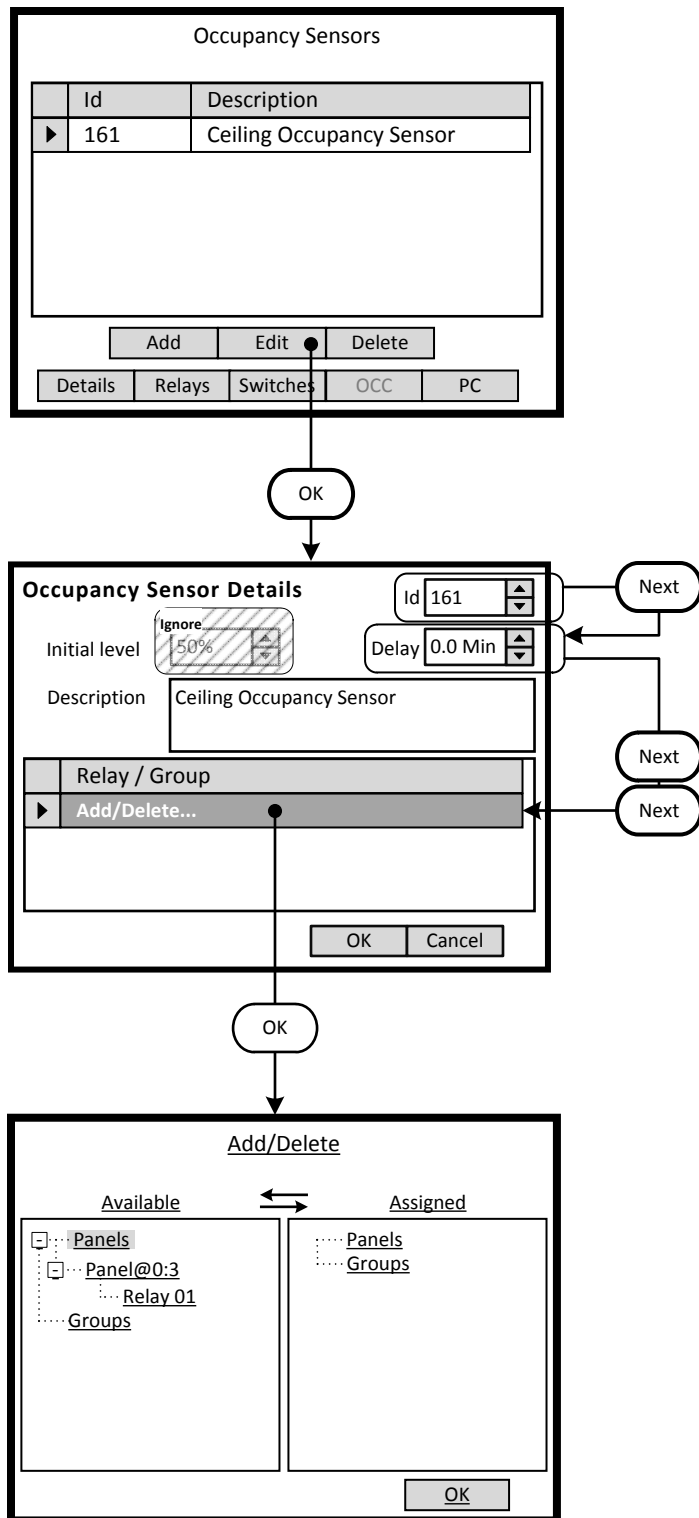 Occupancy Sensors
Id Description
161 Ceiling Occupancy Sensor
Add Edit Delete
Details Relays Switches OCC PC
OK
Occupancy Sensor Details
Id 161
Next
Ignore
Initial level 50%
Delay 0.0 Min
Description Ceiling Occupancy Sensor
Next
Relay / Group
Add/Delete...
Next
OK Cancel
OK
Add/Delete
Available Assigned
Panels
Panel@0:3
Relay 01
Groups
Panels
Groups
OK